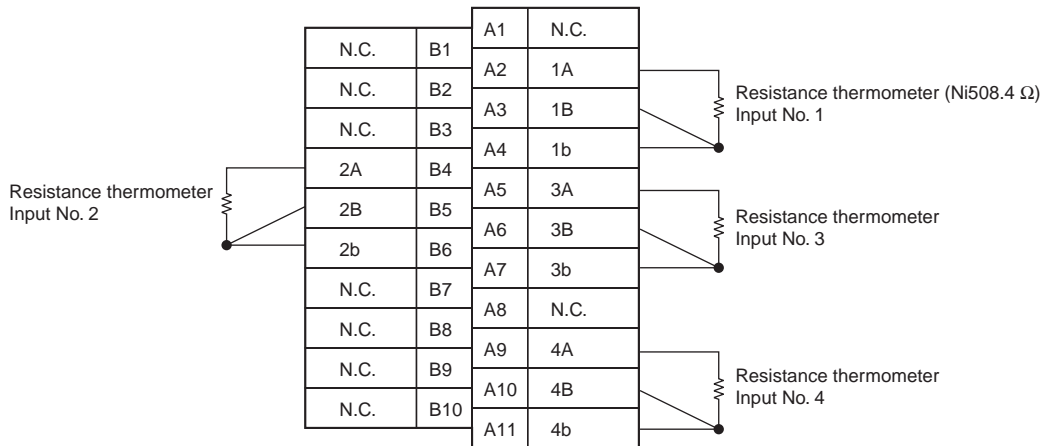 A1 N.C.
N.C. B1
A2 1A
N.C. B2
A3 1B
N.C. B3
A4 1b
2A B4
A5 3A
2B B5
A6 3B
2b B6
A7 3b
N.C. B7
A8 N.C.
N.C. B8
A9 4A
N.C. B9
A10 4B
N.C. B10
A11 4b
Resistance thermometer (Ni508.4 Ω)
Input No. 1
Resistance thermometer
Input No. 2
Resistance thermometer
Input No. 3
Resistance thermometer
Input No. 4